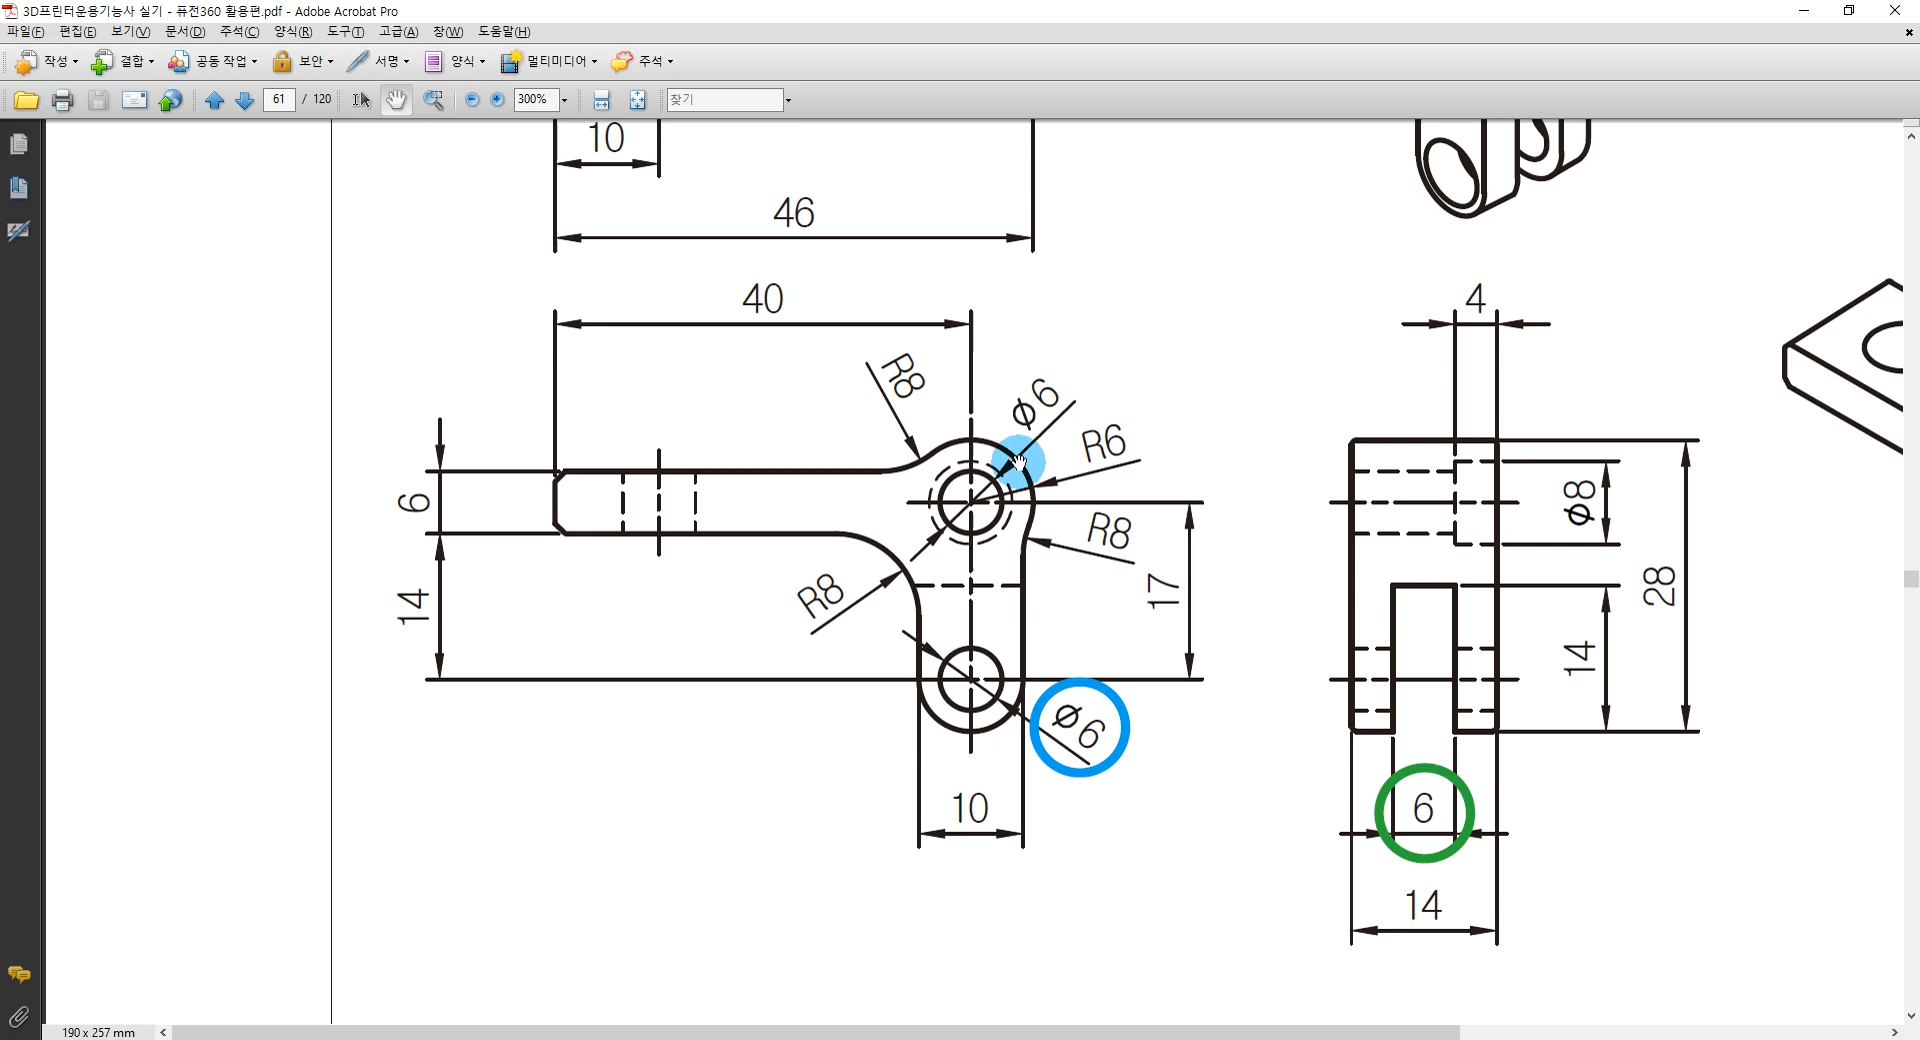 3D프린터운용기능사 실기 - 퓨전360 활용편.pdf - Adobe Acrobat Pro
파일(F) 편집(E) 보기(V) 문서(D) 주석(C) 양식(R) 도구(T) 고급(A) 창(W) 도움말(H)
작성 결합 공동 작업 보안 서명 양식 멀티미디어 주석
61 / 120 300% 찾기
10
46
40
4
R8
ø6
R6
6
R8
ø8
R8
17
28
14
14
ø6
10
6
14
190 x 257 mm